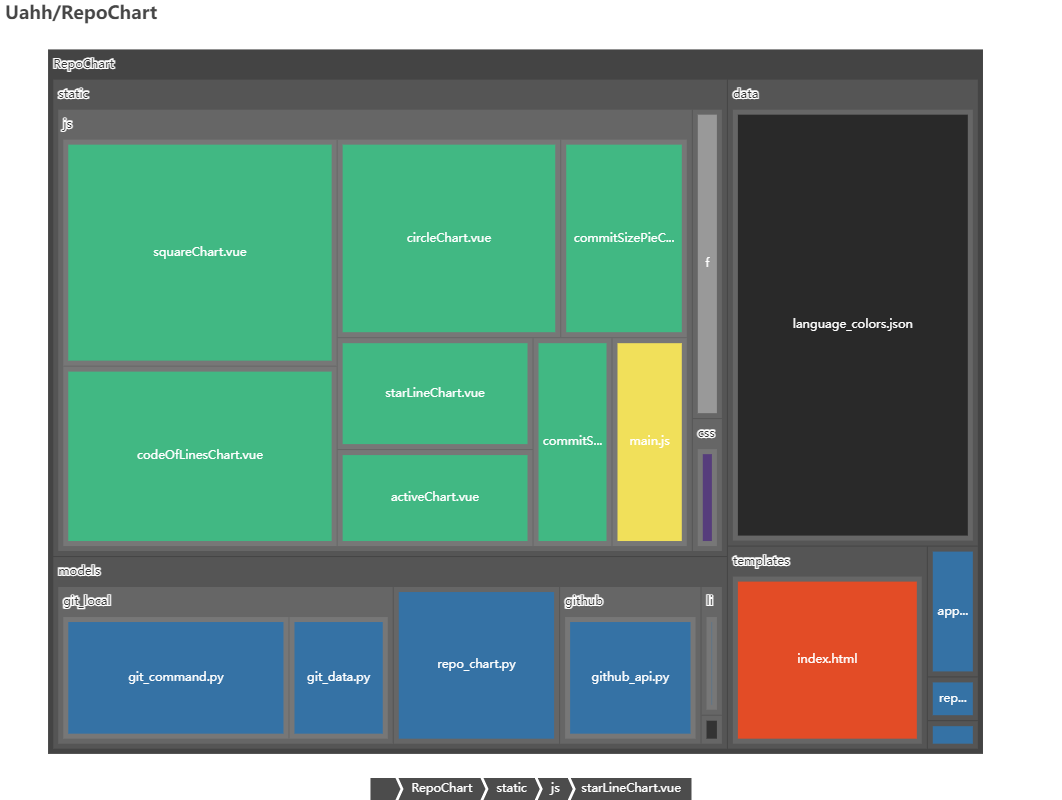 Uahh/RepoChart
RepoChart
static
data
js
squareChart.vue
circleChart.vue
commitSizePieC...
f
language_colors.json
starLineChart.vue
commitS...
main.js
css
codeOfLinesChart.vue
activeChart.vue
models
templates
git_local
github
li
app...
git_command.py
git_data.py
repo_chart.py
github_api.py
index.html
rep...
RepoChart
static
js
starLineChart.vue